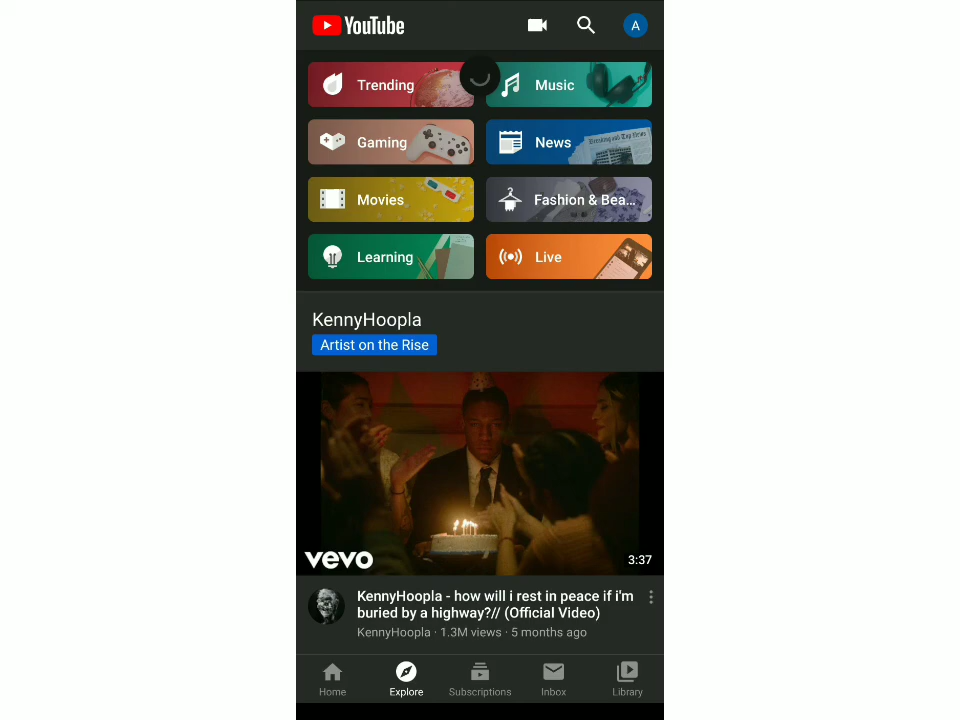 YouTube
A
Trending
Music
Gaming
News
Movies
Fashion & Bea...
Learning
Live
KennyHoopla
Artist on the Rise
vevo
3:37
KennyHoopla - how will i rest in peace if i'm
buried by a highway?// (Official Video)
KennyHoopla · 1.3M views · 5 months ago
Home
Explore
Subscriptions
Inbox
Library